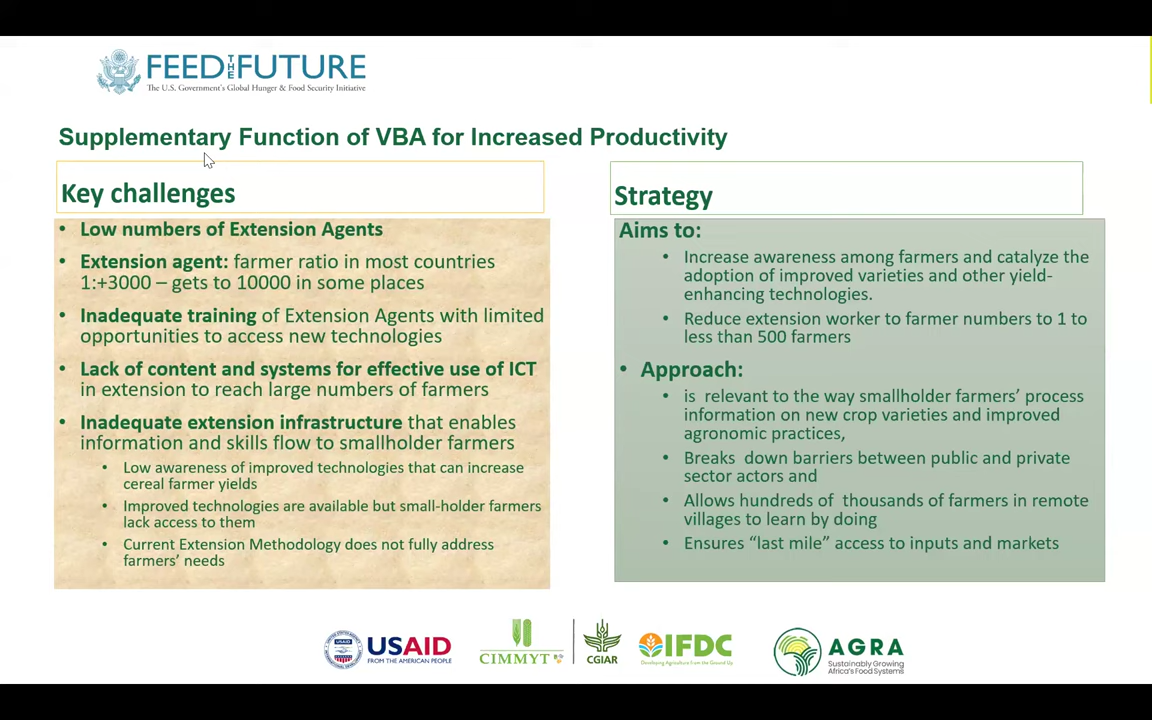 FEED THE FUTURE
The U.S. Government's Global Hunger & Food Security Initiative
Supplementary Function of VBA for Increased Productivity
Key challenges
• Low numbers of Extension Agents
• Extension agent: farmer ratio in most countries
1:+3000 – gets to 10000 in some places
• Inadequate training of Extension Agents with limited
opportunities to access new technologies
• Lack of content and systems for effective use of ICT
in extension to reach large numbers of farmers
• Inadequate extension infrastructure that enables
information and skills flow to smallholder farmers
• Low awareness of improved technologies that can increase
cereal farmer yields
• Improved technologies are available but small-holder farmers
lack access to them
• Current Extension Methodology does not fully address
farmers' needs
Strategy
Aims to:
• Increase awareness among farmers and catalyze the
adoption of improved varieties and other yield-
enhancing technologies.
• Reduce extension worker to farmer numbers to 1 to
less than 500 farmers
• Approach:
• is relevant to the way smallholder farmers' process
information on new crop varieties and improved
agronomic practices,
• Breaks down barriers between public and private
sector actors and
• Allows hundreds of thousands of farmers in remote
villages to learn by doing
• Ensures "last mile" access to inputs and markets
USAID
FROM THE AMERICAN PEOPLE
CIMMYT
CGIAR
IFDC
Developing Agriculture from the Ground Up
AGRA
Sustainably Growing
Africa's Food Systems